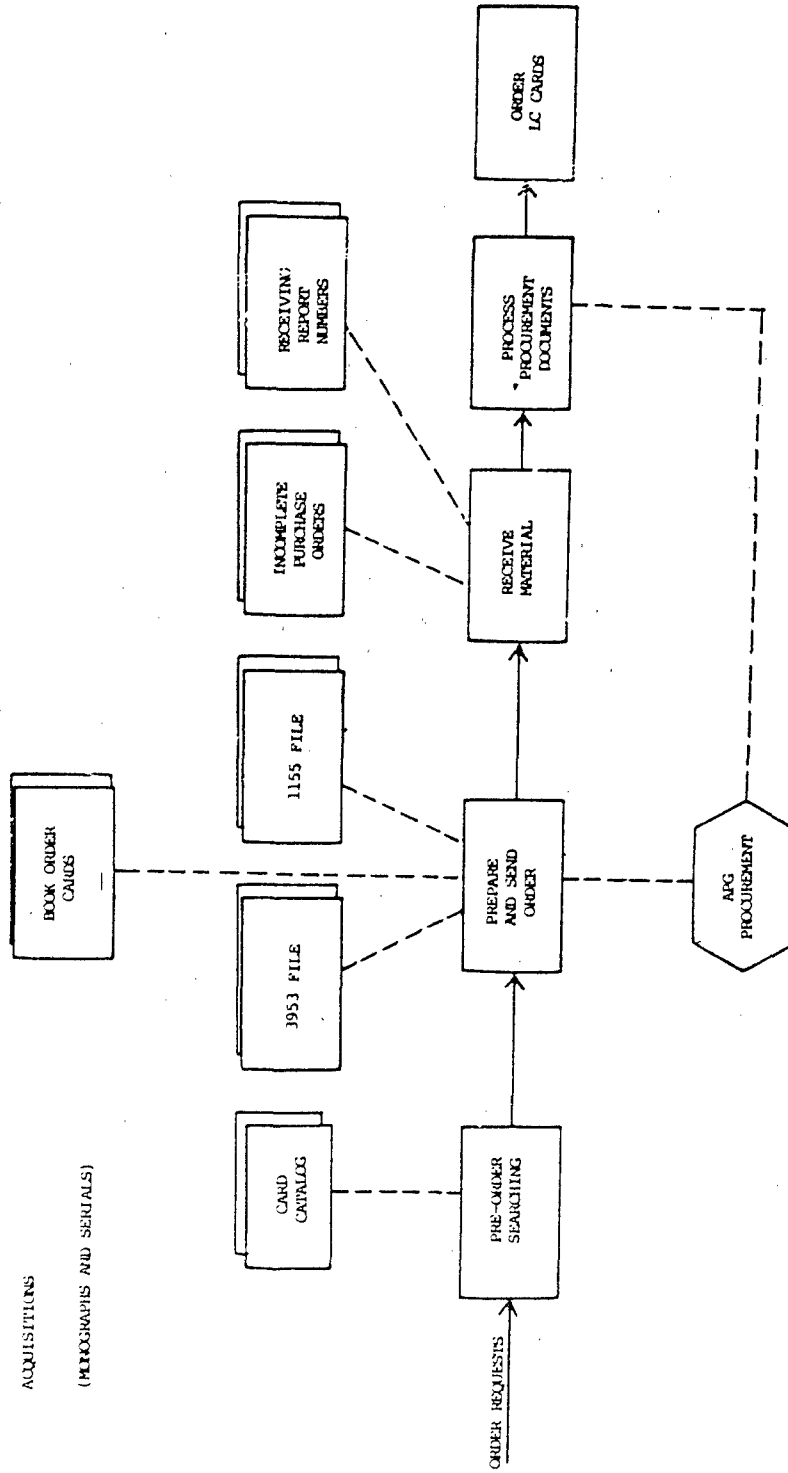 ACQUISITIONS
(MONOGRAPHS AND SERIALS)
BOOK ORDER
CARDS
CARD
CATALOG
3953 FILE
1155 FILE
INCOMPLETE
PURCHASE
ORDERS
RECEIVING
REPORT
NUMBERS
ORDER REQUESTS
PRE-ORDER
SEARCHING
PREPARE
AND SEND
ORDER
RECEIVE
MATERIAL
PROCESS
PROCUREMENT
DOCUMENTS
ORDER
LC CARDS
APG
PROCUREMENT